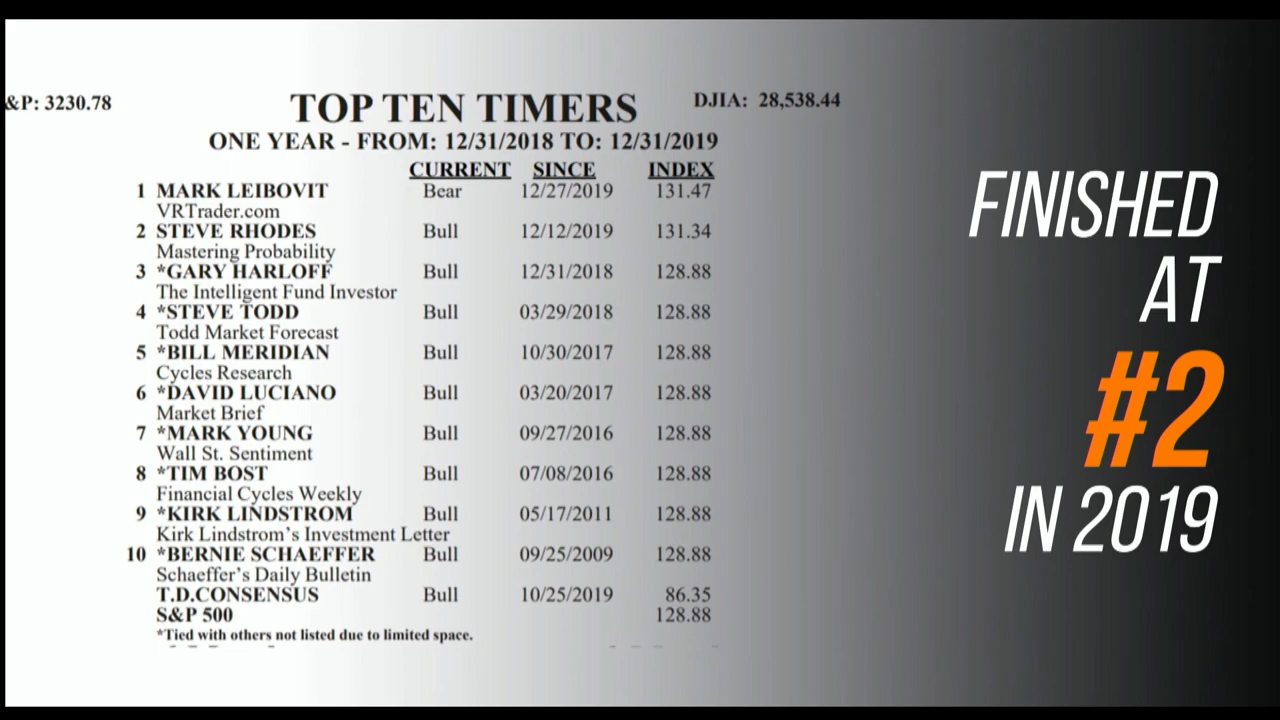 &P: 3230.78
TOP TEN TIMERS
DJIA: 28,538.44
ONE YEAR - FROM: 12/31/2018 TO: 12/31/2019
CURRENT SINCE INDEX
1 MARK LEIBOVIT Bear 12/27/2019 131.47
VRTrader.com
2 STEVE RHODES Bull 12/12/2019 131.34
Mastering Probability
3 *GARY HARLOFF Bull 12/31/2018 128.88
The Intelligent Fund Investor
4 *STEVE TODD Bull 03/29/2018 128.88
Todd Market Forecast
5 *BILL MERIDIAN Bull 10/30/2017 128.88
Cycles Research
6 *DAVID LUCIANO Bull 03/20/2017 128.88
Market Brief
7 *MARK YOUNG Bull 09/27/2016 128.88
Wall St. Sentiment
8 *TIM BOST Bull 07/08/2016 128.88
Financial Cycles Weekly
9 *KIRK LINDSTROM Bull 05/17/2011 128.88
Kirk Lindstrom's Investment Letter
10 *BERNIE SCHAEFFER Bull 09/25/2009 128.88
Schaeffer's Daily Bulletin
T.D.CONSENSUS Bull 10/25/2019 86.35
S&P 500 128.88
*Tied with others not listed due to limited space.
FINISHED
AT
#2
IN 2019